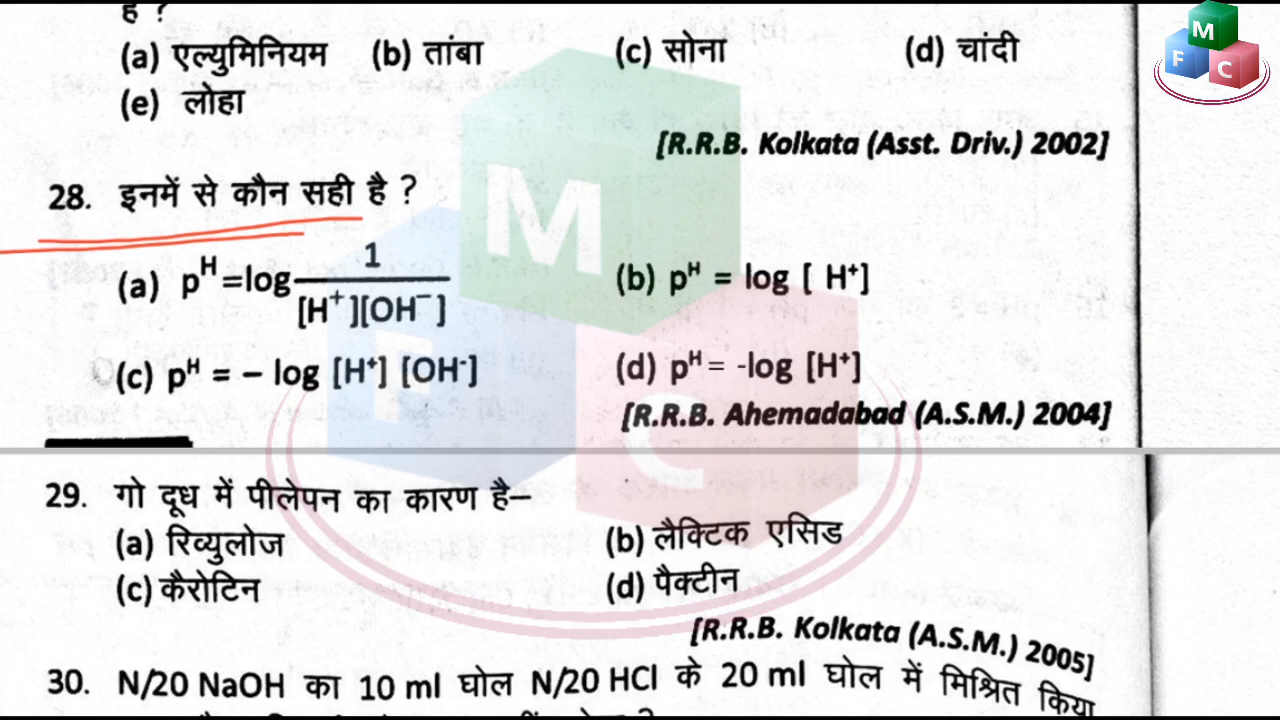 है ?
(a) एल्युमिनियम (b) तांबा (c) सोना (d) चांदी
(e) लोहा
[R.R.B. Kolkata (Asst. Driv.) 2002]
28. इनमें से कौन सही है ?
(a) pᴴ=log 1/[H⁺][OH⁻] (b) pᴴ = log [ H⁺]
(c) pᴴ = – log [H⁺] [OH⁻] (d) pᴴ= -log [H⁺]
[R.R.B. Ahemadabad (A.S.M.) 2004]
29. गो दूध में पीलेपन का कारण है–
(a) रिव्युलोज (b) लैक्टिक एसिड
(c) कैरोटिन (d) पैक्टीन
[R.R.B. Kolkata (A.S.M.) 2005]
30. N/20 NaOH का 10 ml घोल N/20 HCl के 20 ml घोल में मिश्रित किया
M
F
C
M
F
C